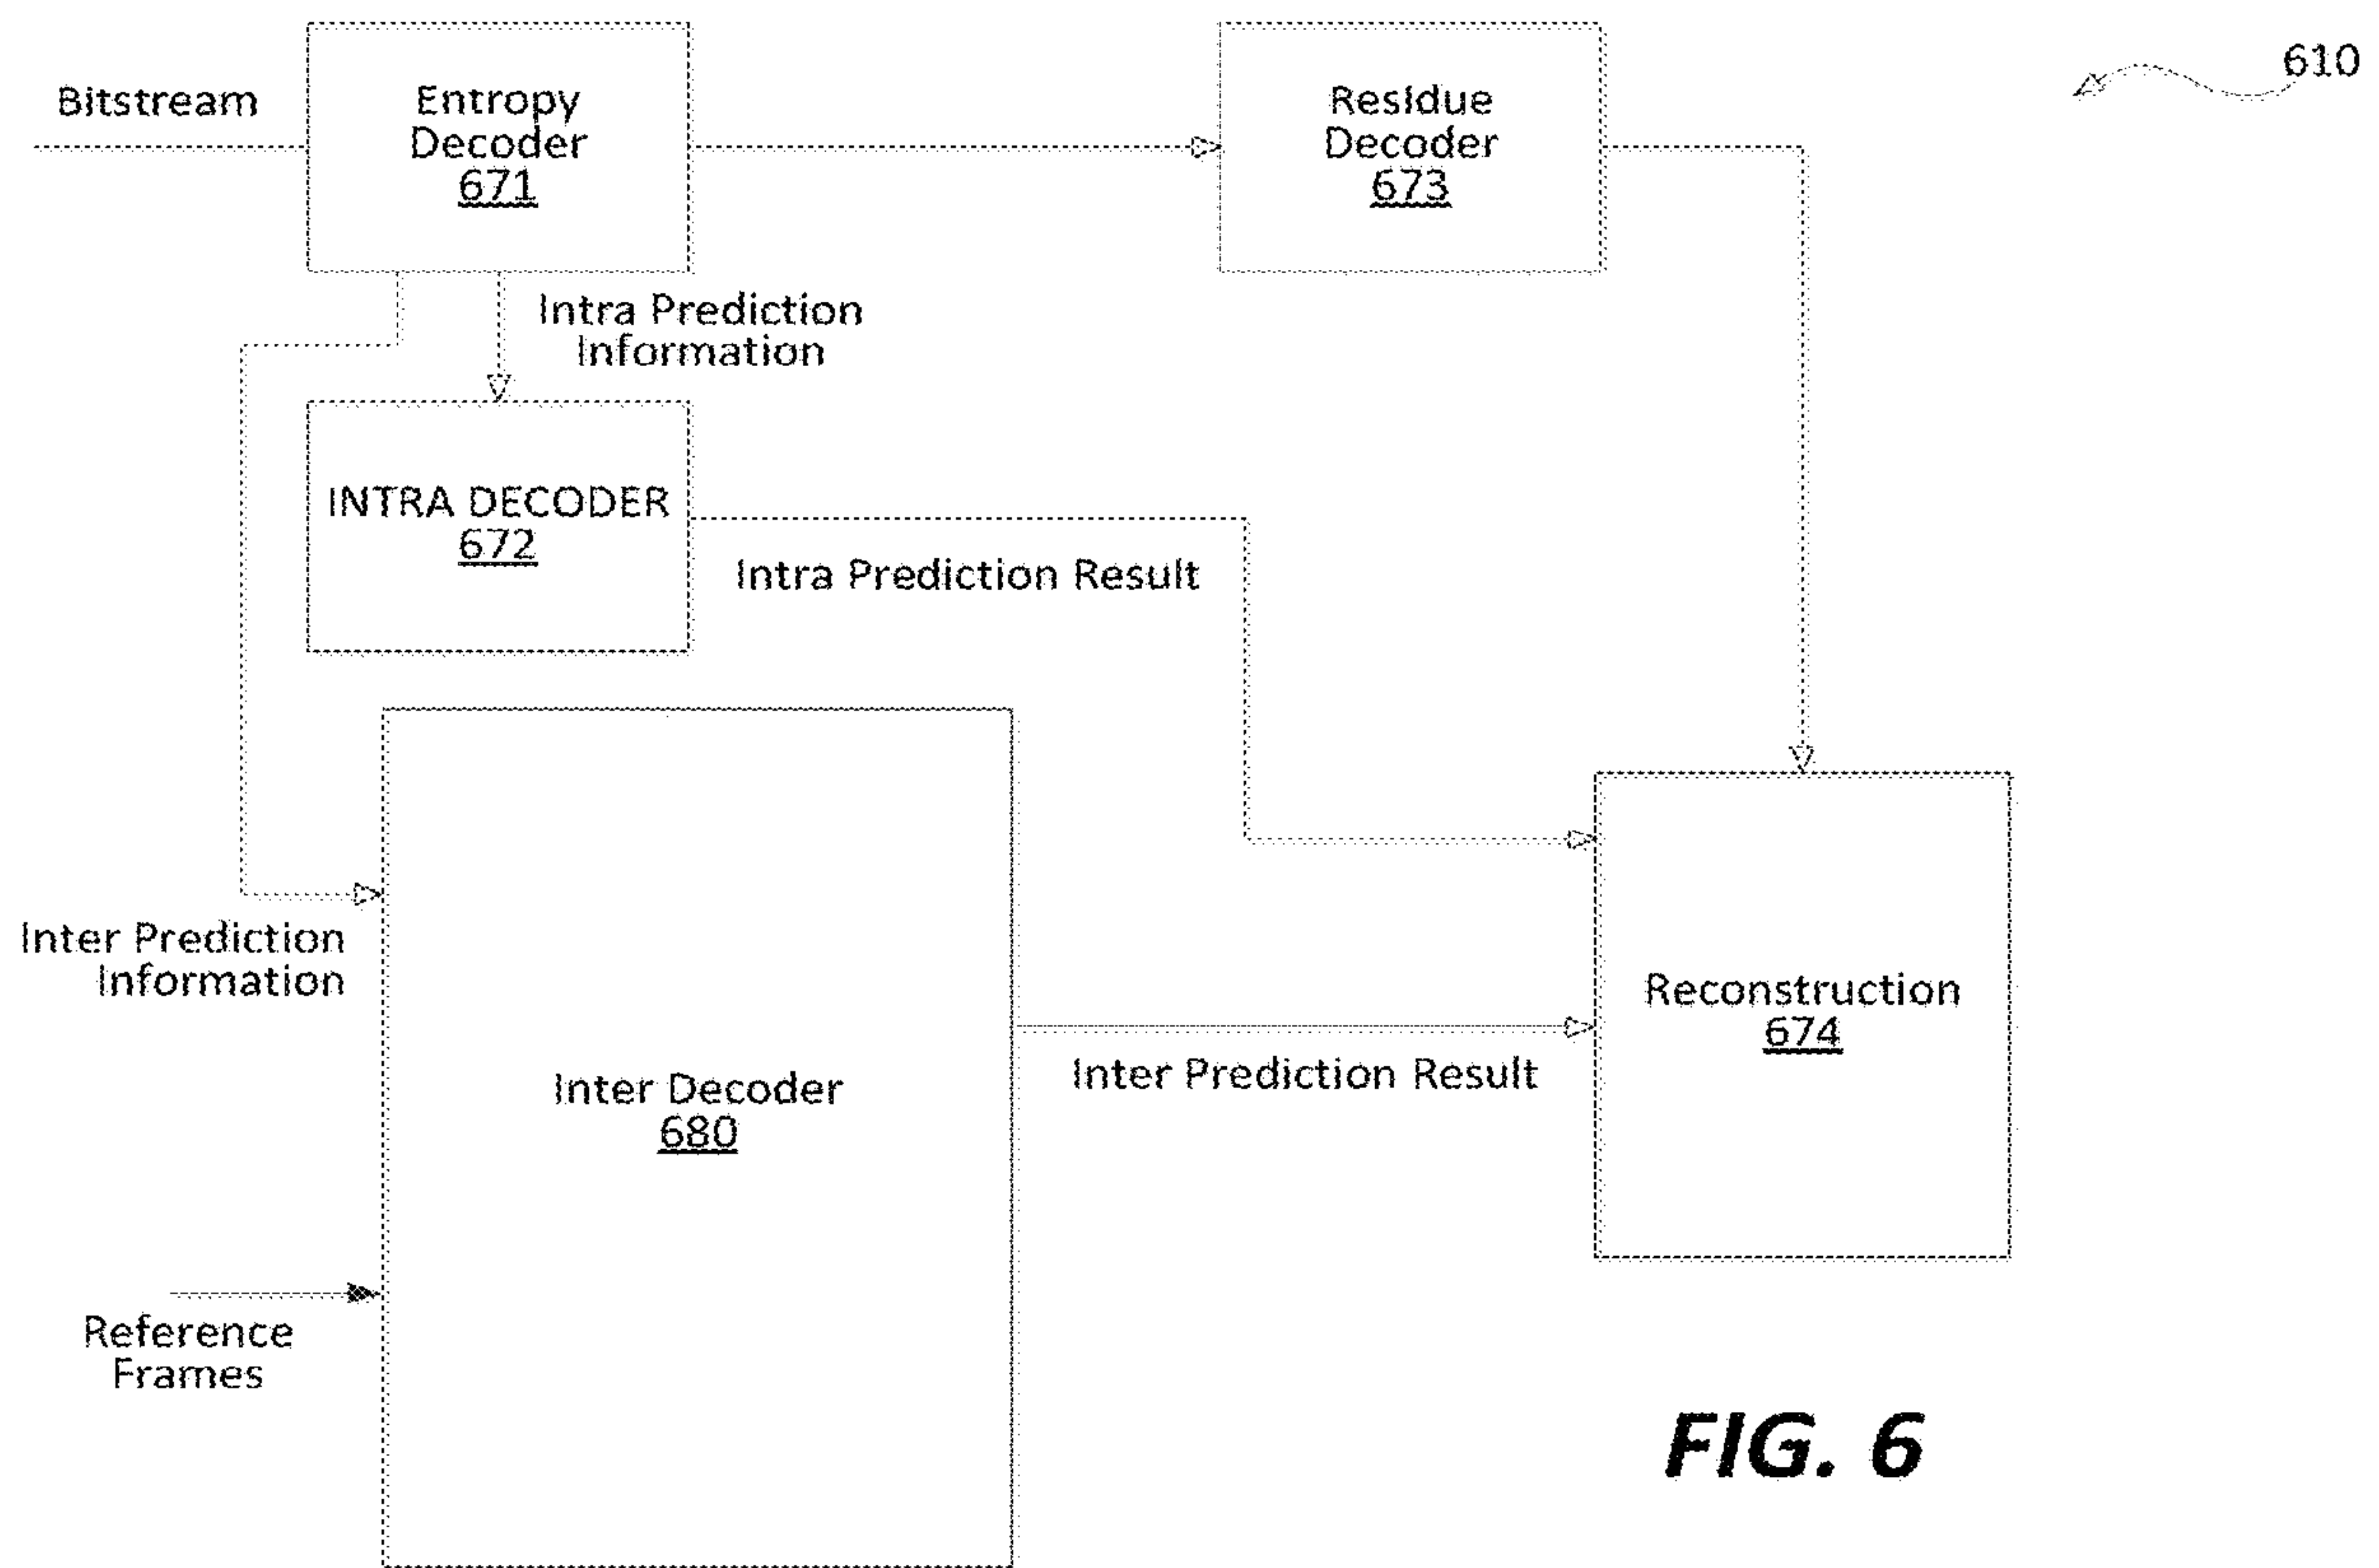 610
Bitstream
Entropy
Decoder
671
Residue
Decoder
673
Intra Prediction
Information
INTRA DECODER
672
Intra Prediction Result
Inter Prediction
Information
Inter Decoder
680
Inter Prediction Result
Reconstruction
674
Reference
Frames
FIG. 6